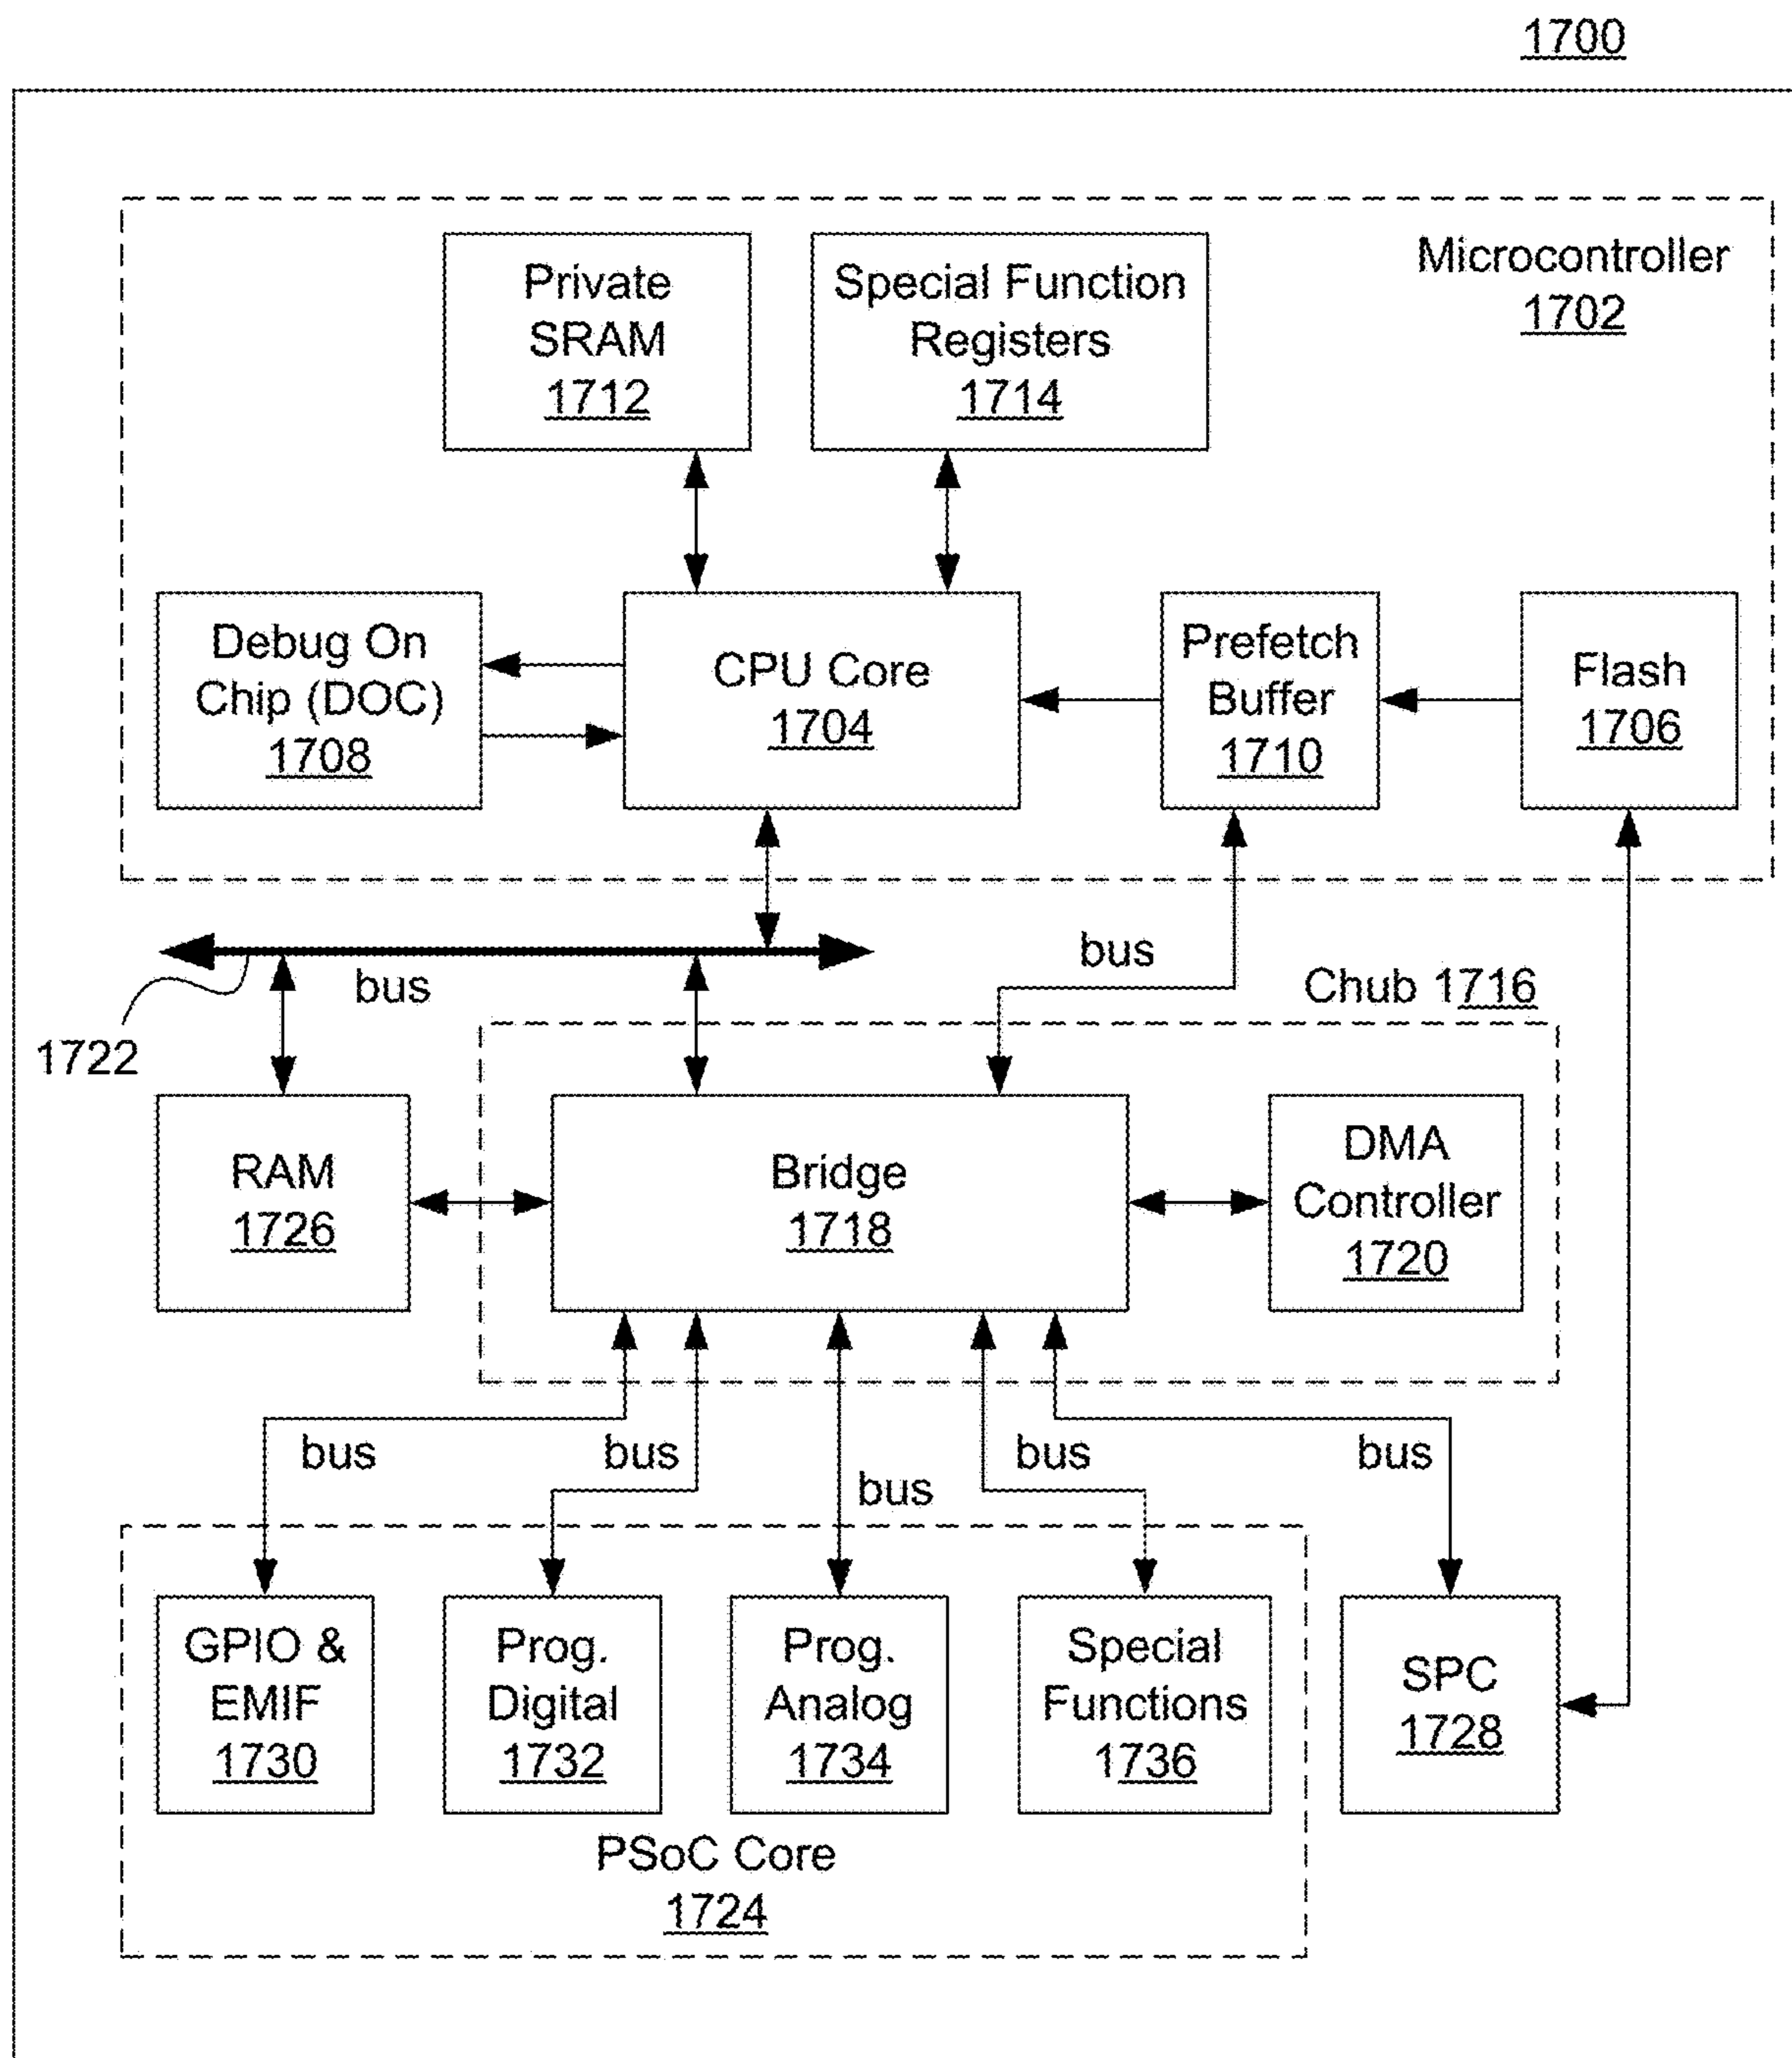 1700
Microcontroller
1702
Private
SRAM
1712
Special Function
Registers
1714
Debug On
Chip (DOC)
1708
CPU Core
1704
Prefetch
Buffer
1710
Flash
1706
bus
1722
bus
Chub 1716
RAM
1726
Bridge
1718
DMA
Controller
1720
bus
bus
bus
bus
bus
GPIO &
EMIF
1730
Prog.
Digital
1732
Prog.
Analog
1734
Special
Functions
1736
SPC
1728
PSoC Core
1724